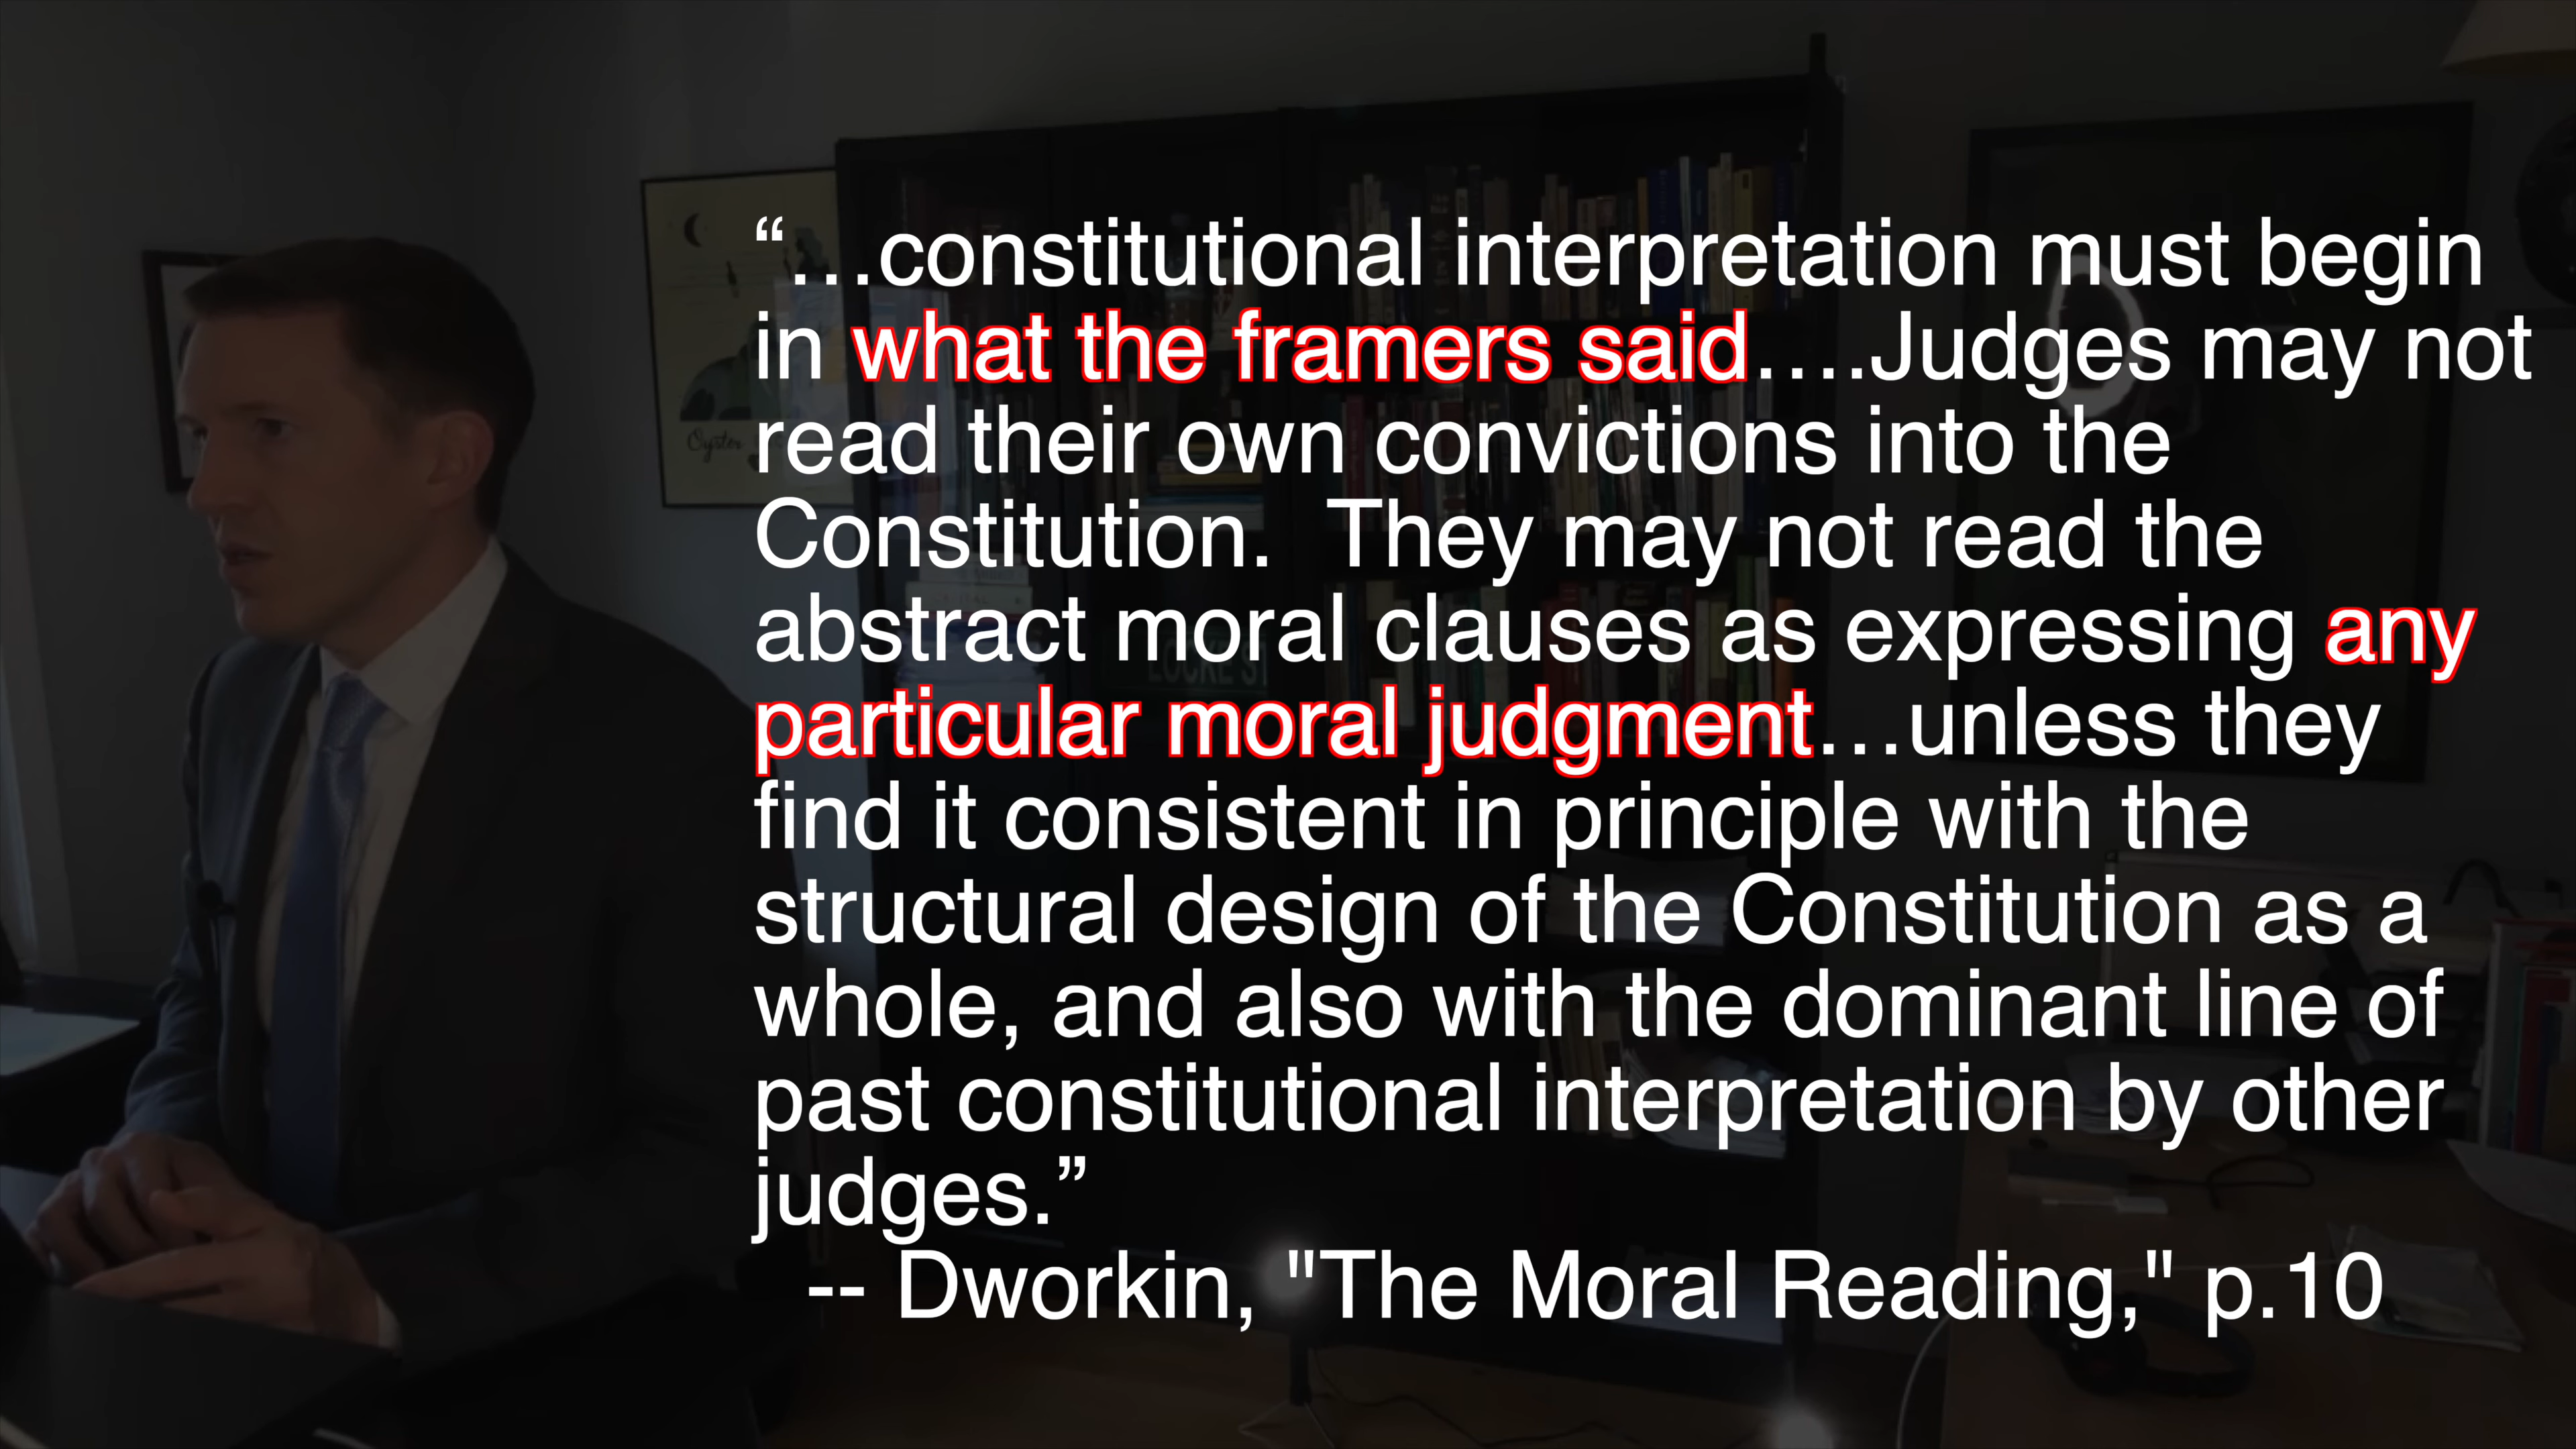 “…constitutional interpretation must begin
in what the framers said….Judges may not
read their own convictions into the
Constitution.  They may not read the
abstract moral clauses as expressing any
particular moral judgment…unless they
find it consistent in principle with the
structural design of the Constitution as a
whole, and also with the dominant line of
past constitutional interpretation by other
judges.”
-- Dworkin, "The Moral Reading," p.10
Oyster
LOCKE ST